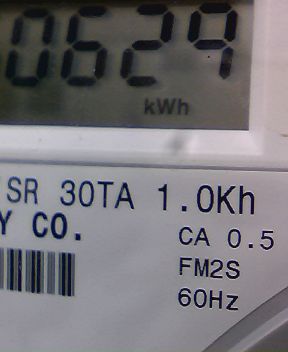 0629
kWh
SR 30TA 1.0Kh
Y CO.
CA 0.5
FM2S
60Hz